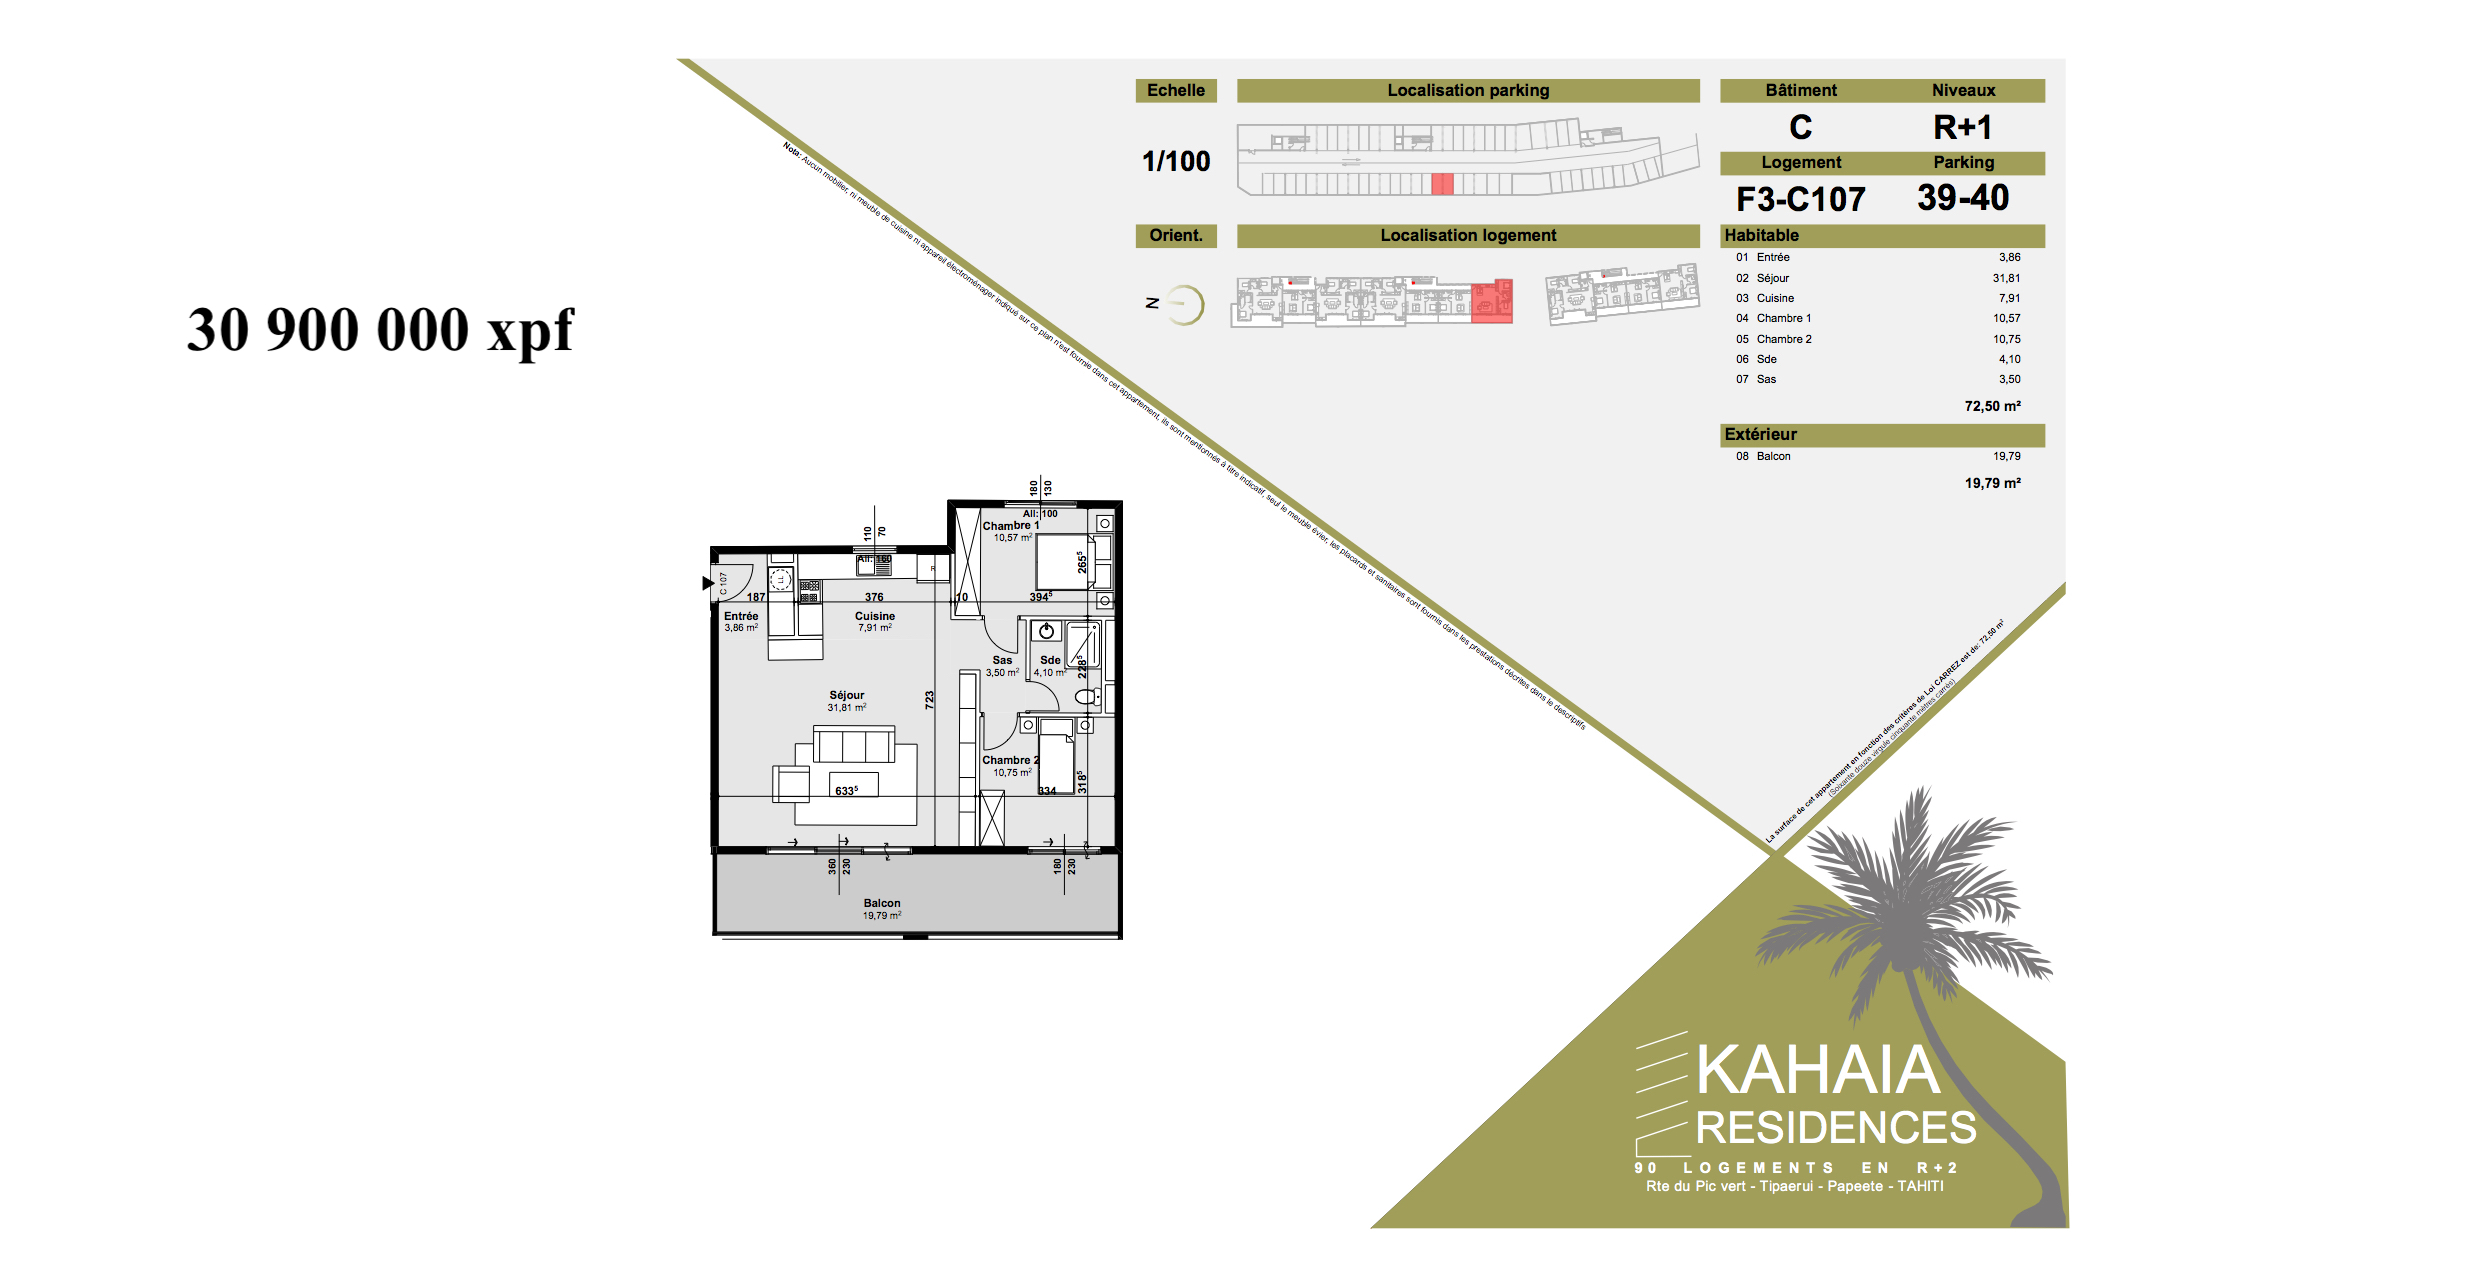 30 900 000 xpf
Echelle
1/100
Orient.
N
Localisation parking
Localisation logement
Bâtiment Niveaux
C R+1
Logement Parking
F3-C107 39-40
Habitable
01 Entrée 3,86
02 Séjour 31,81
03 Cuisine 7,91
04 Chambre 1 10,57
05 Chambre 2 10,75
06 Sde 4,10
07 Sas 3,50
72,50 m²
Extérieur
08 Balcon 19,79
19,79 m²
Nota: Aucun mobilier, ni meuble de cuisine ni appareil électroménager indiqué sur ce plan n'est fournie dans cet appartement, ils sont mentionnés à titre indicatif, seul le meuble évier, les placards et sanitaires sont fournis dans les prestations décrites dans le descriptifs
180
130
All: 100
Chambre 1
10,57 m²
265⁵
110
70
All: 160
R
LL
C 107
187
376
10
394⁵
Entrée
3,86 m²
Cuisine
7,91 m²
Sas
3,50 m²
Sde
4,10 m²
228⁵
Séjour
31,81 m²
723
Chambre 2
10,75 m²
318⁵
633⁵
334
360
230
180
230
Balcon
19,79 m²
La surface de cet appartement en fonction des critères de Loi CARREZ est de: 72,50 m²
(Soixante douze virgule cinquante mètres carrés)
KAHAIA
RESIDENCES
90 LOGEMENTS EN R+2
Rte du Pic vert - Tipaerui - Papeete - TAHITI